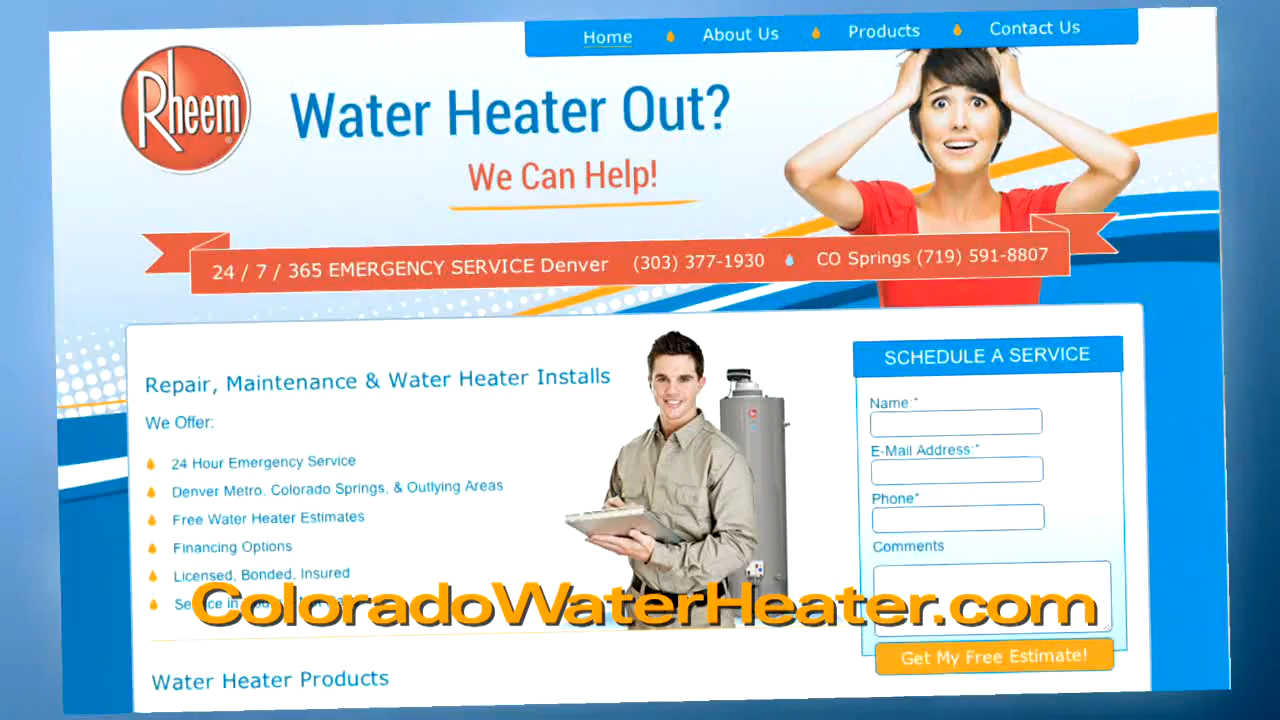 Home
About Us
Products
Contact Us
Rheem
Water Heater Out?
We Can Help!
24 / 7 / 365 EMERGENCY SERVICE Denver (303) 377-1930 CO Springs (719) 591-8807
Repair, Maintenance & Water Heater Installs
We Offer:
24 Hour Emergency Service
Denver Metro, Colorado Springs, & Outlying Areas
Free Water Heater Estimates
Financing Options
Licensed, Bonded, Insured
SCHEDULE A SERVICE
Name:*
E-Mail Address:*
Phone*
Comments
Get My Free Estimate!
ColoradoWaterHeater.com
Water Heater Products